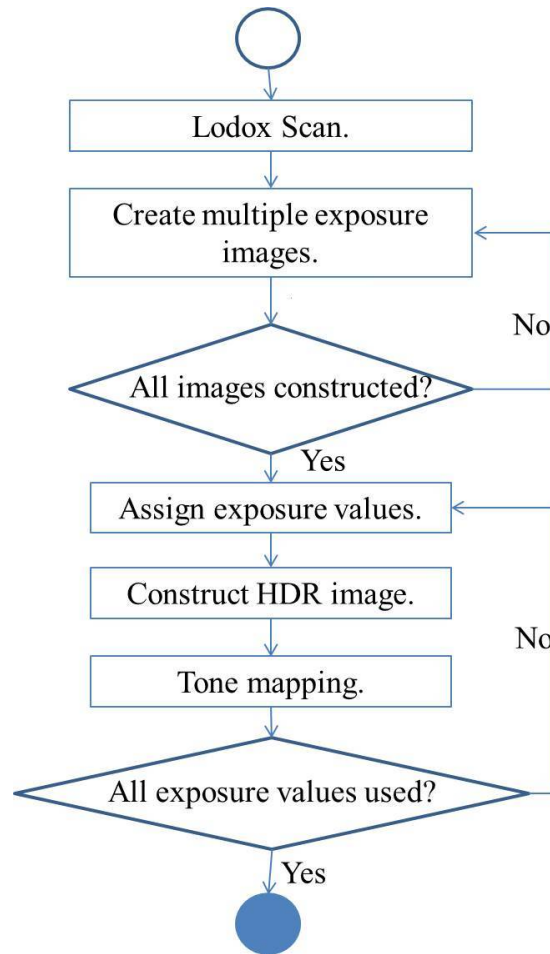 Lodox Scan.
Create multiple exposure
images.
No
All images constructed?
Yes
Assign exposure values.
Construct HDR image.
No
Tone mapping.
All exposure values used?
Yes